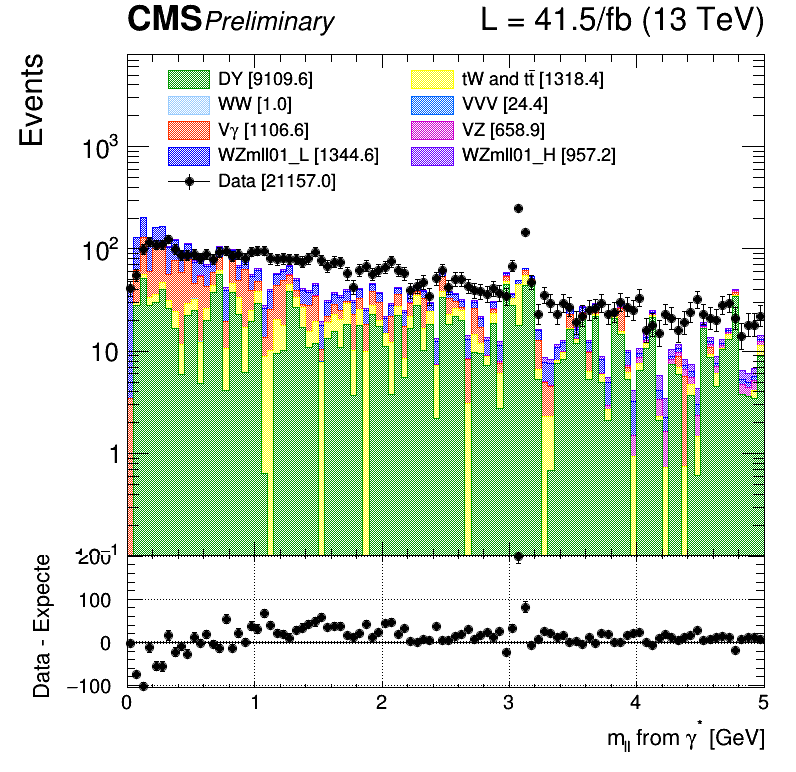 CMS Preliminary L = 41.5/fb (13 TeV)
Events
DY [9109.6] tW and tt̄ [1318.4]
WW [1.0] VVV [24.4]
Vγ [1106.6] VZ [658.9]
WZmll01_L [1344.6] WZmll01_H [957.2]
Data [21157.0]
10³
10²
10
1
10⁻¹
Data - Expecte
200
100
0
−100
0 1 2 3 4 5
m_ll from γ* [GeV]